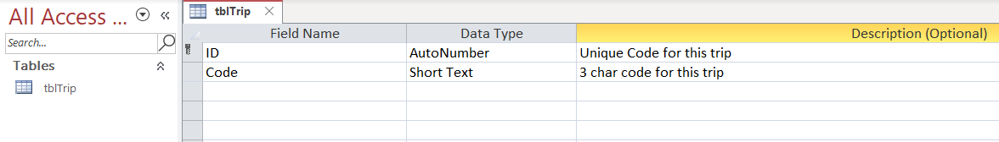 All Access ...
Search...
Tables
tblTrip
tblTrip
Field Name Data Type Description (Optional)
ID AutoNumber Unique Code for this trip
Code Short Text 3 char code for this trip